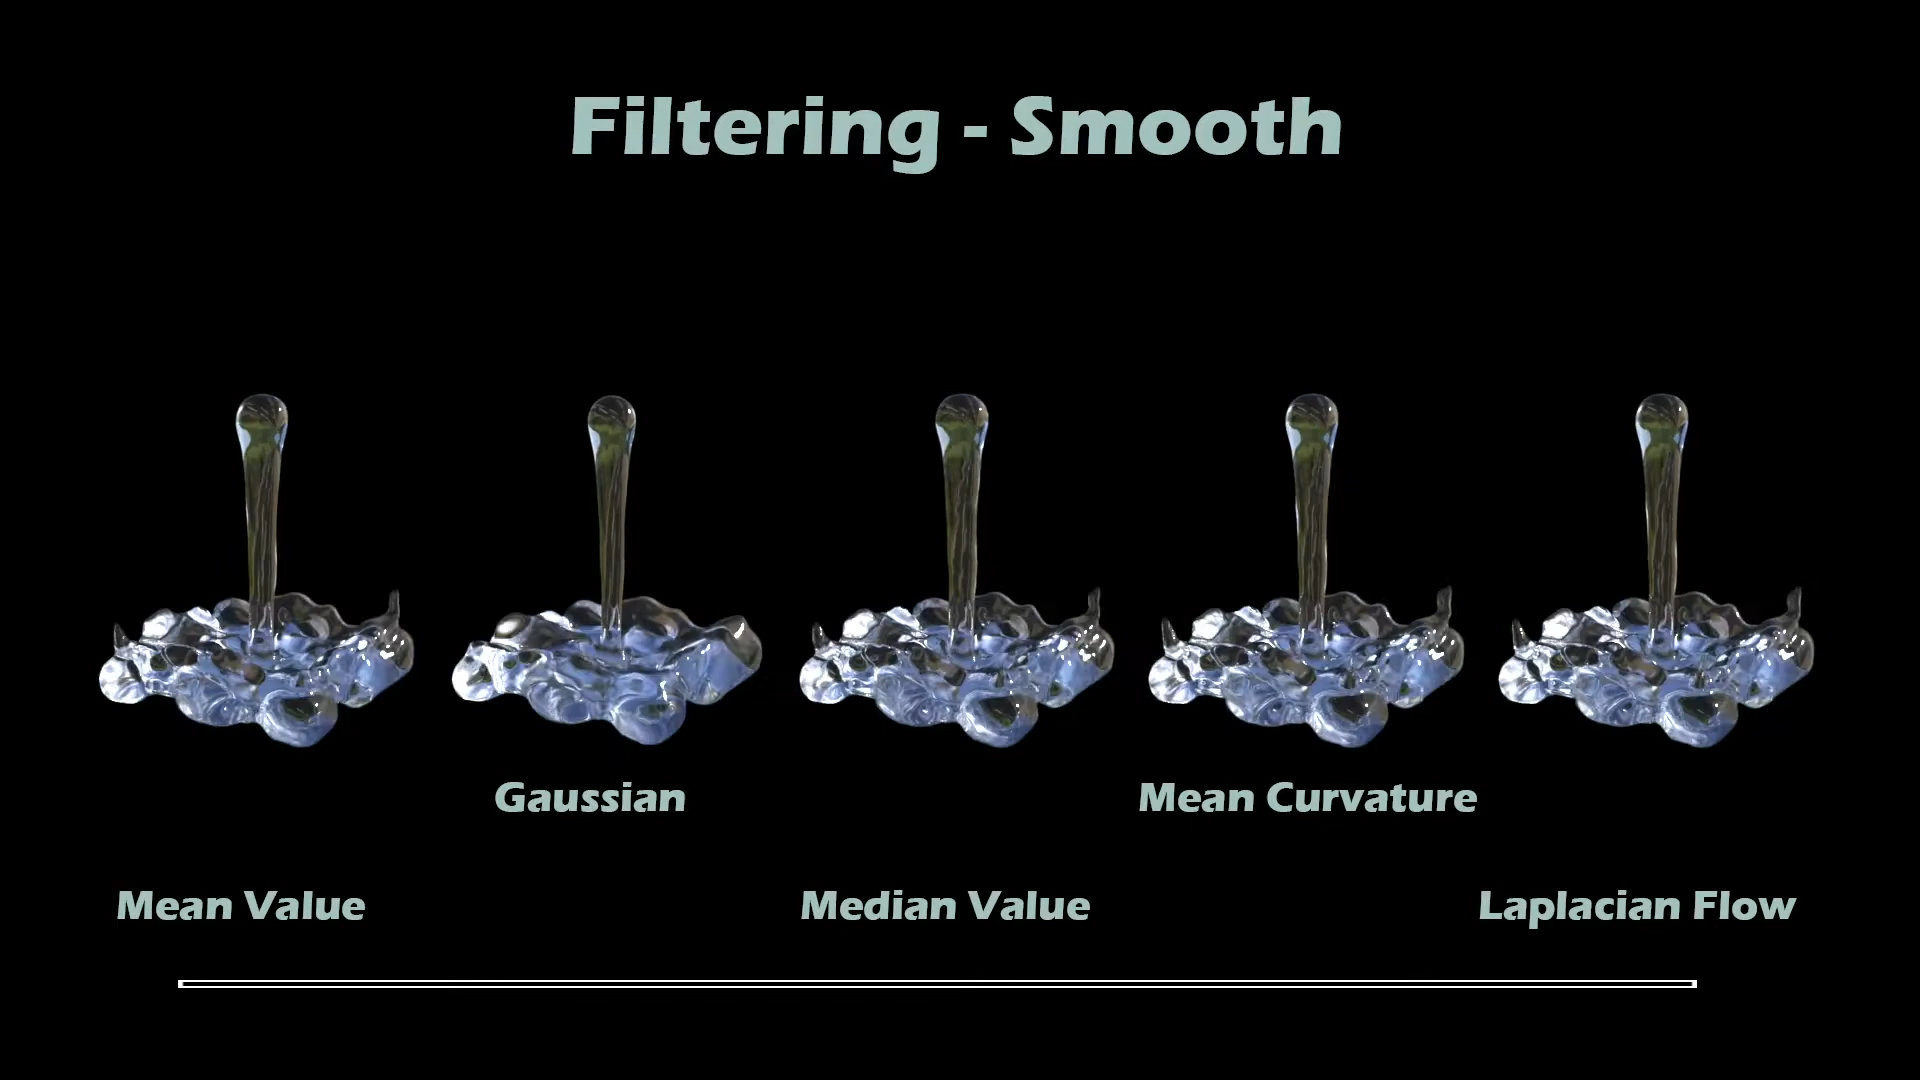 Filtering - Smooth
Gaussian
Mean Curvature
Mean Value
Median Value
Laplacian Flow